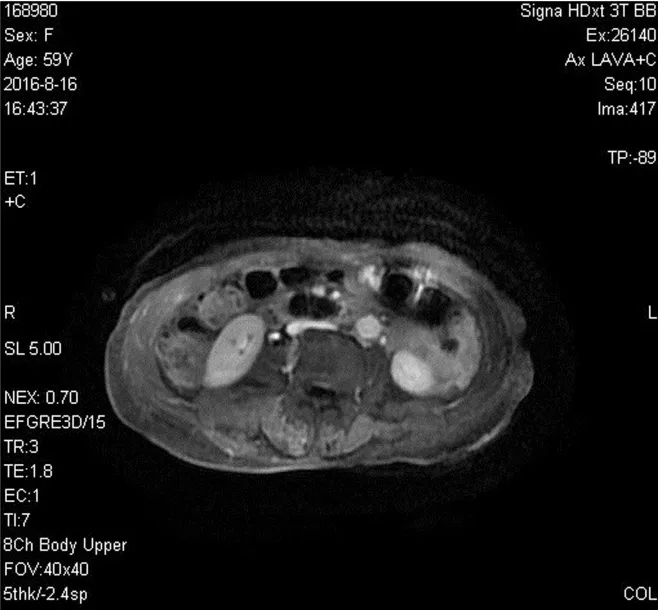 168980
Sex: F
Age: 59Y
2016-8-16
16:43:37
Signa HDxt 3T BB
Ex:26140
Ax LAVA+C
Seq:10
Ima:417
TP:-89
ET:1
+C
R
L
SL 5.00
NEX: 0.70
EFGRE3D/15
TR:3
TE:1.8
EC:1
TI:7
8Ch Body Upper
FOV:40x40
5thk/-2.4sp
COL